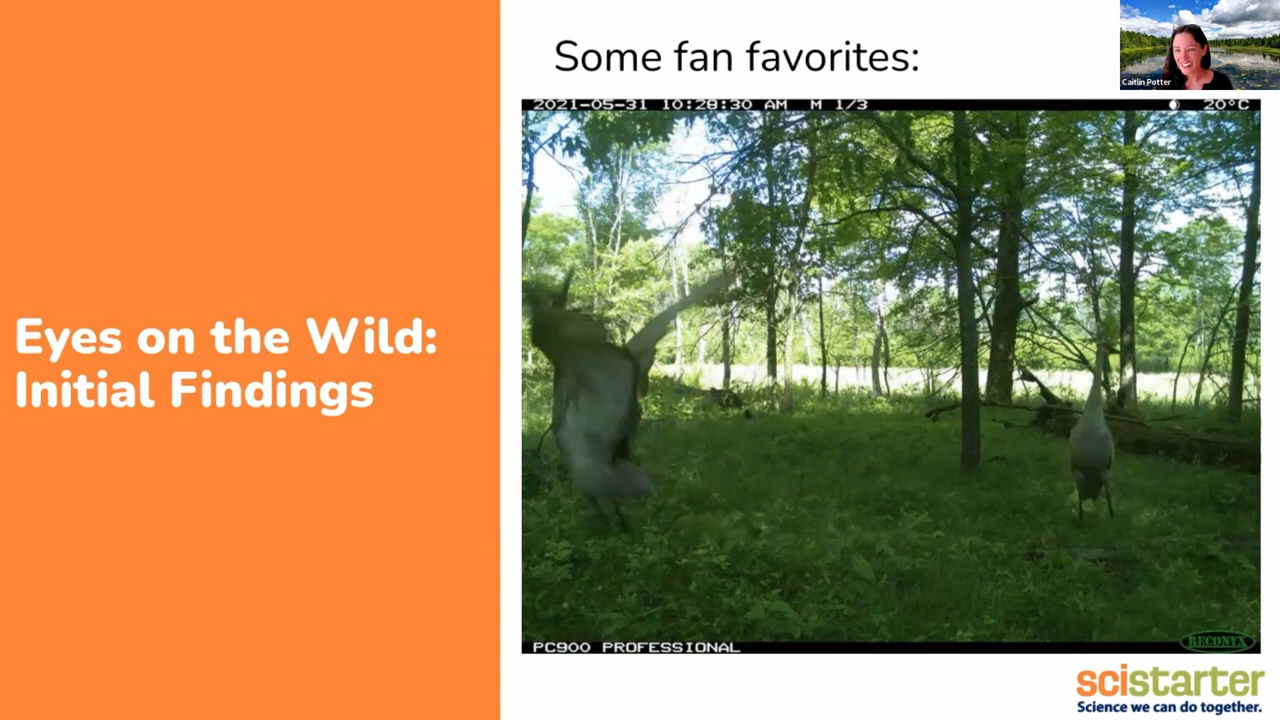 Some fan favorites:
Caitlin Potter
2021-05-31 10:28:30 AM M 1/3 20°C
Eyes on the Wild:
Initial Findings
PC900 PROFESSIONAL
RECONYX
scistarter
Science we can do together.